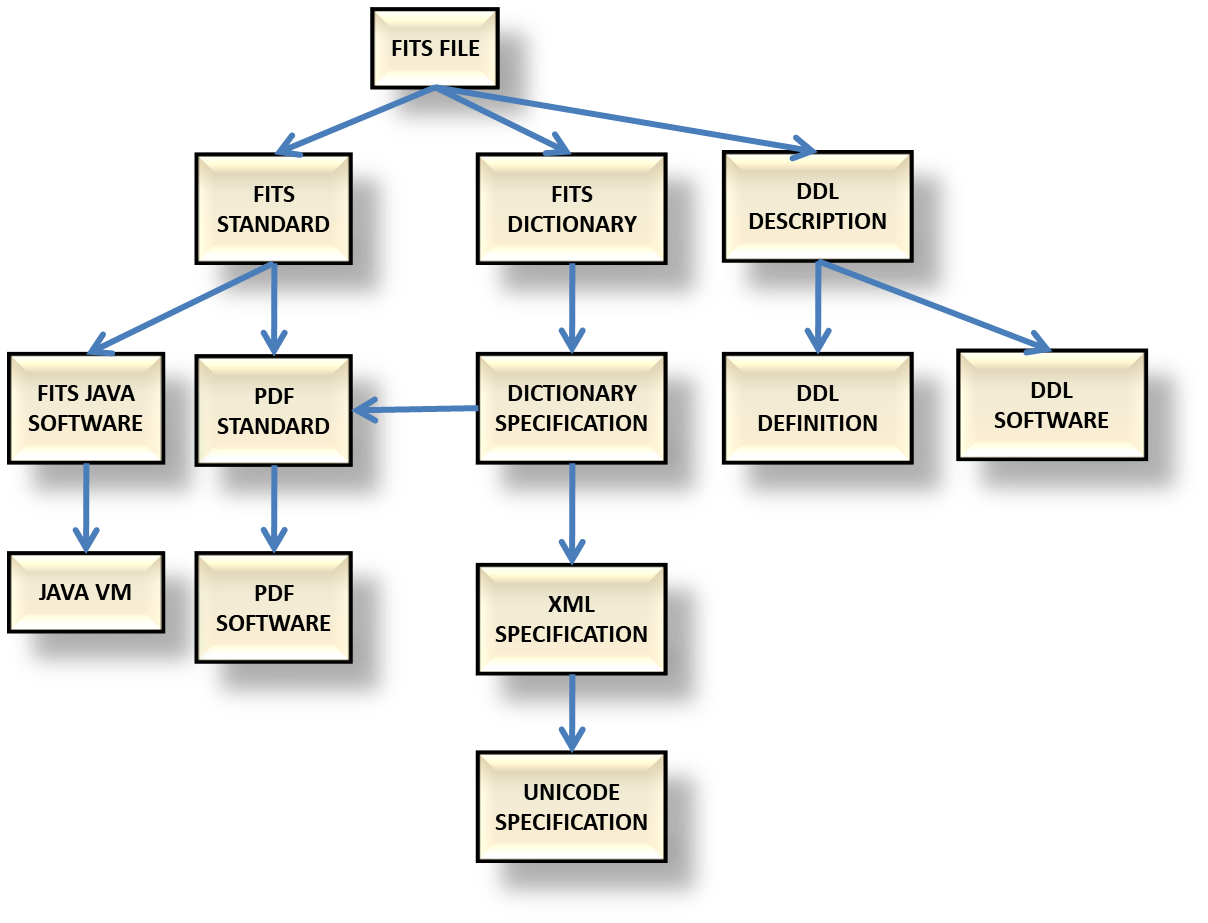 FITS FILE
FITS
STANDARD
FITS
DICTIONARY
DDL
DESCRIPTION
FITS JAVA
SOFTWARE
PDF
STANDARD
DICTIONARY
SPECIFICATION
DDL
DEFINITION
DDL
SOFTWARE
JAVA VM
PDF
SOFTWARE
XML
SPECIFICATION
UNICODE
SPECIFICATION